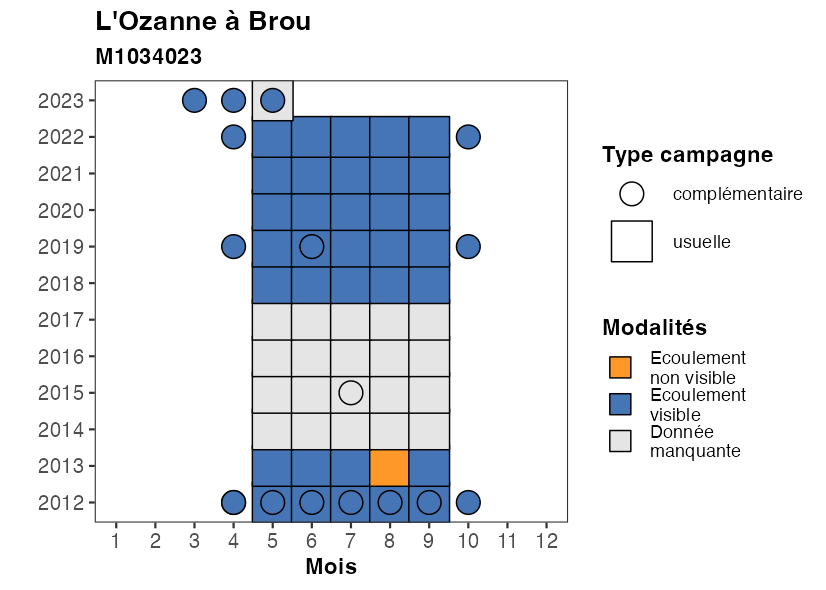 L'Ozanne à Brou
M1034023
2023
2022
2021
2020
2019
2018
2017
2016
2015
2014
2013
2012
1 2 3 4 5 6 7 8 9 10 11 12
Mois
Type campagne
complémentaire
usuelle
Modalités
Ecoulement
non visible
Ecoulement
visible
Donnée
manquante